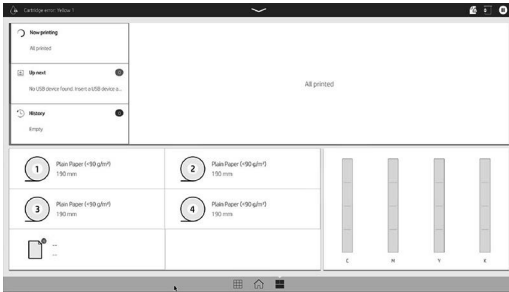 Cartridge error: Yellow 1
Now printing
All printed
Up next
0
No USB device found. Insert a USB device a...
History
0
Empty
All printed
1
Plain Paper (<90 g/m²)
190 mm
2
Plain Paper (<90 g/m²)
190 mm
3
Plain Paper (<90 g/m²)
190 mm
4
Plain Paper (<90 g/m²)
190 mm
C
M
Y
K